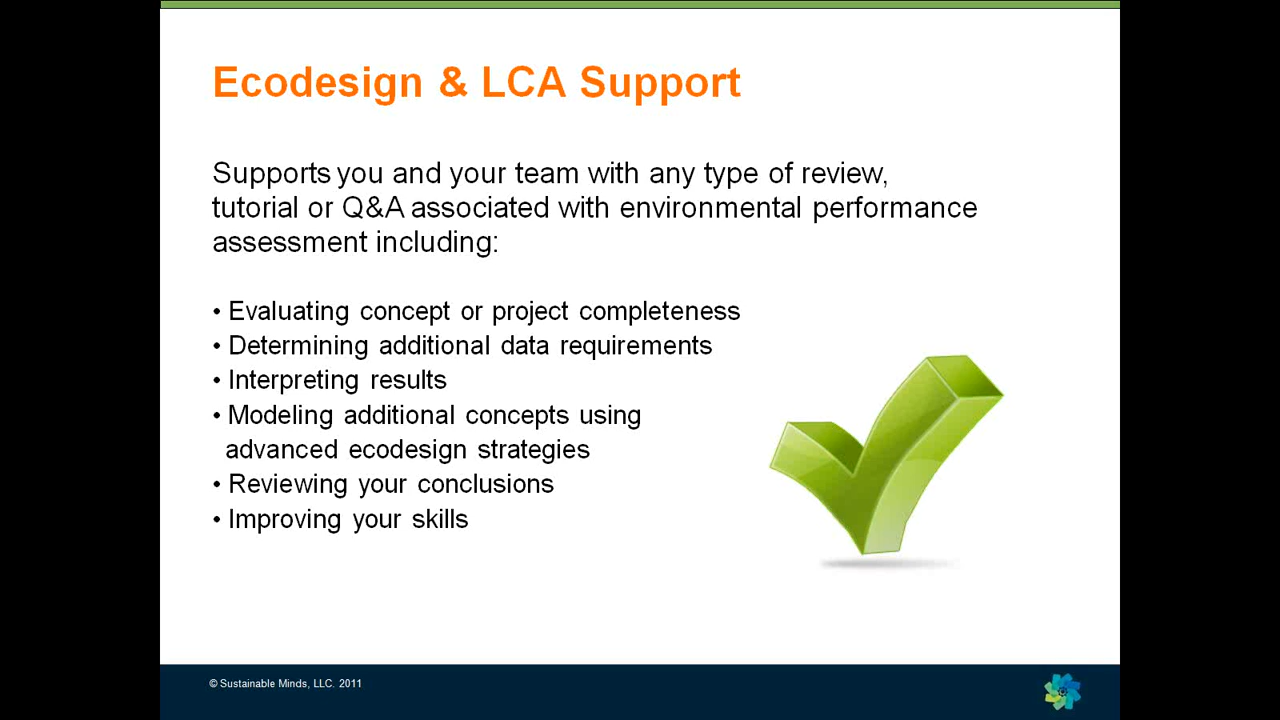 Ecodesign & LCA Support
Supports you and your team with any type of review,
tutorial or Q&A associated with environmental performance
assessment including:
• Evaluating concept or project completeness
• Determining additional data requirements
• Interpreting results
• Modeling additional concepts using
advanced ecodesign strategies
• Reviewing your conclusions
• Improving your skills
© Sustainable Minds, LLC. 2011